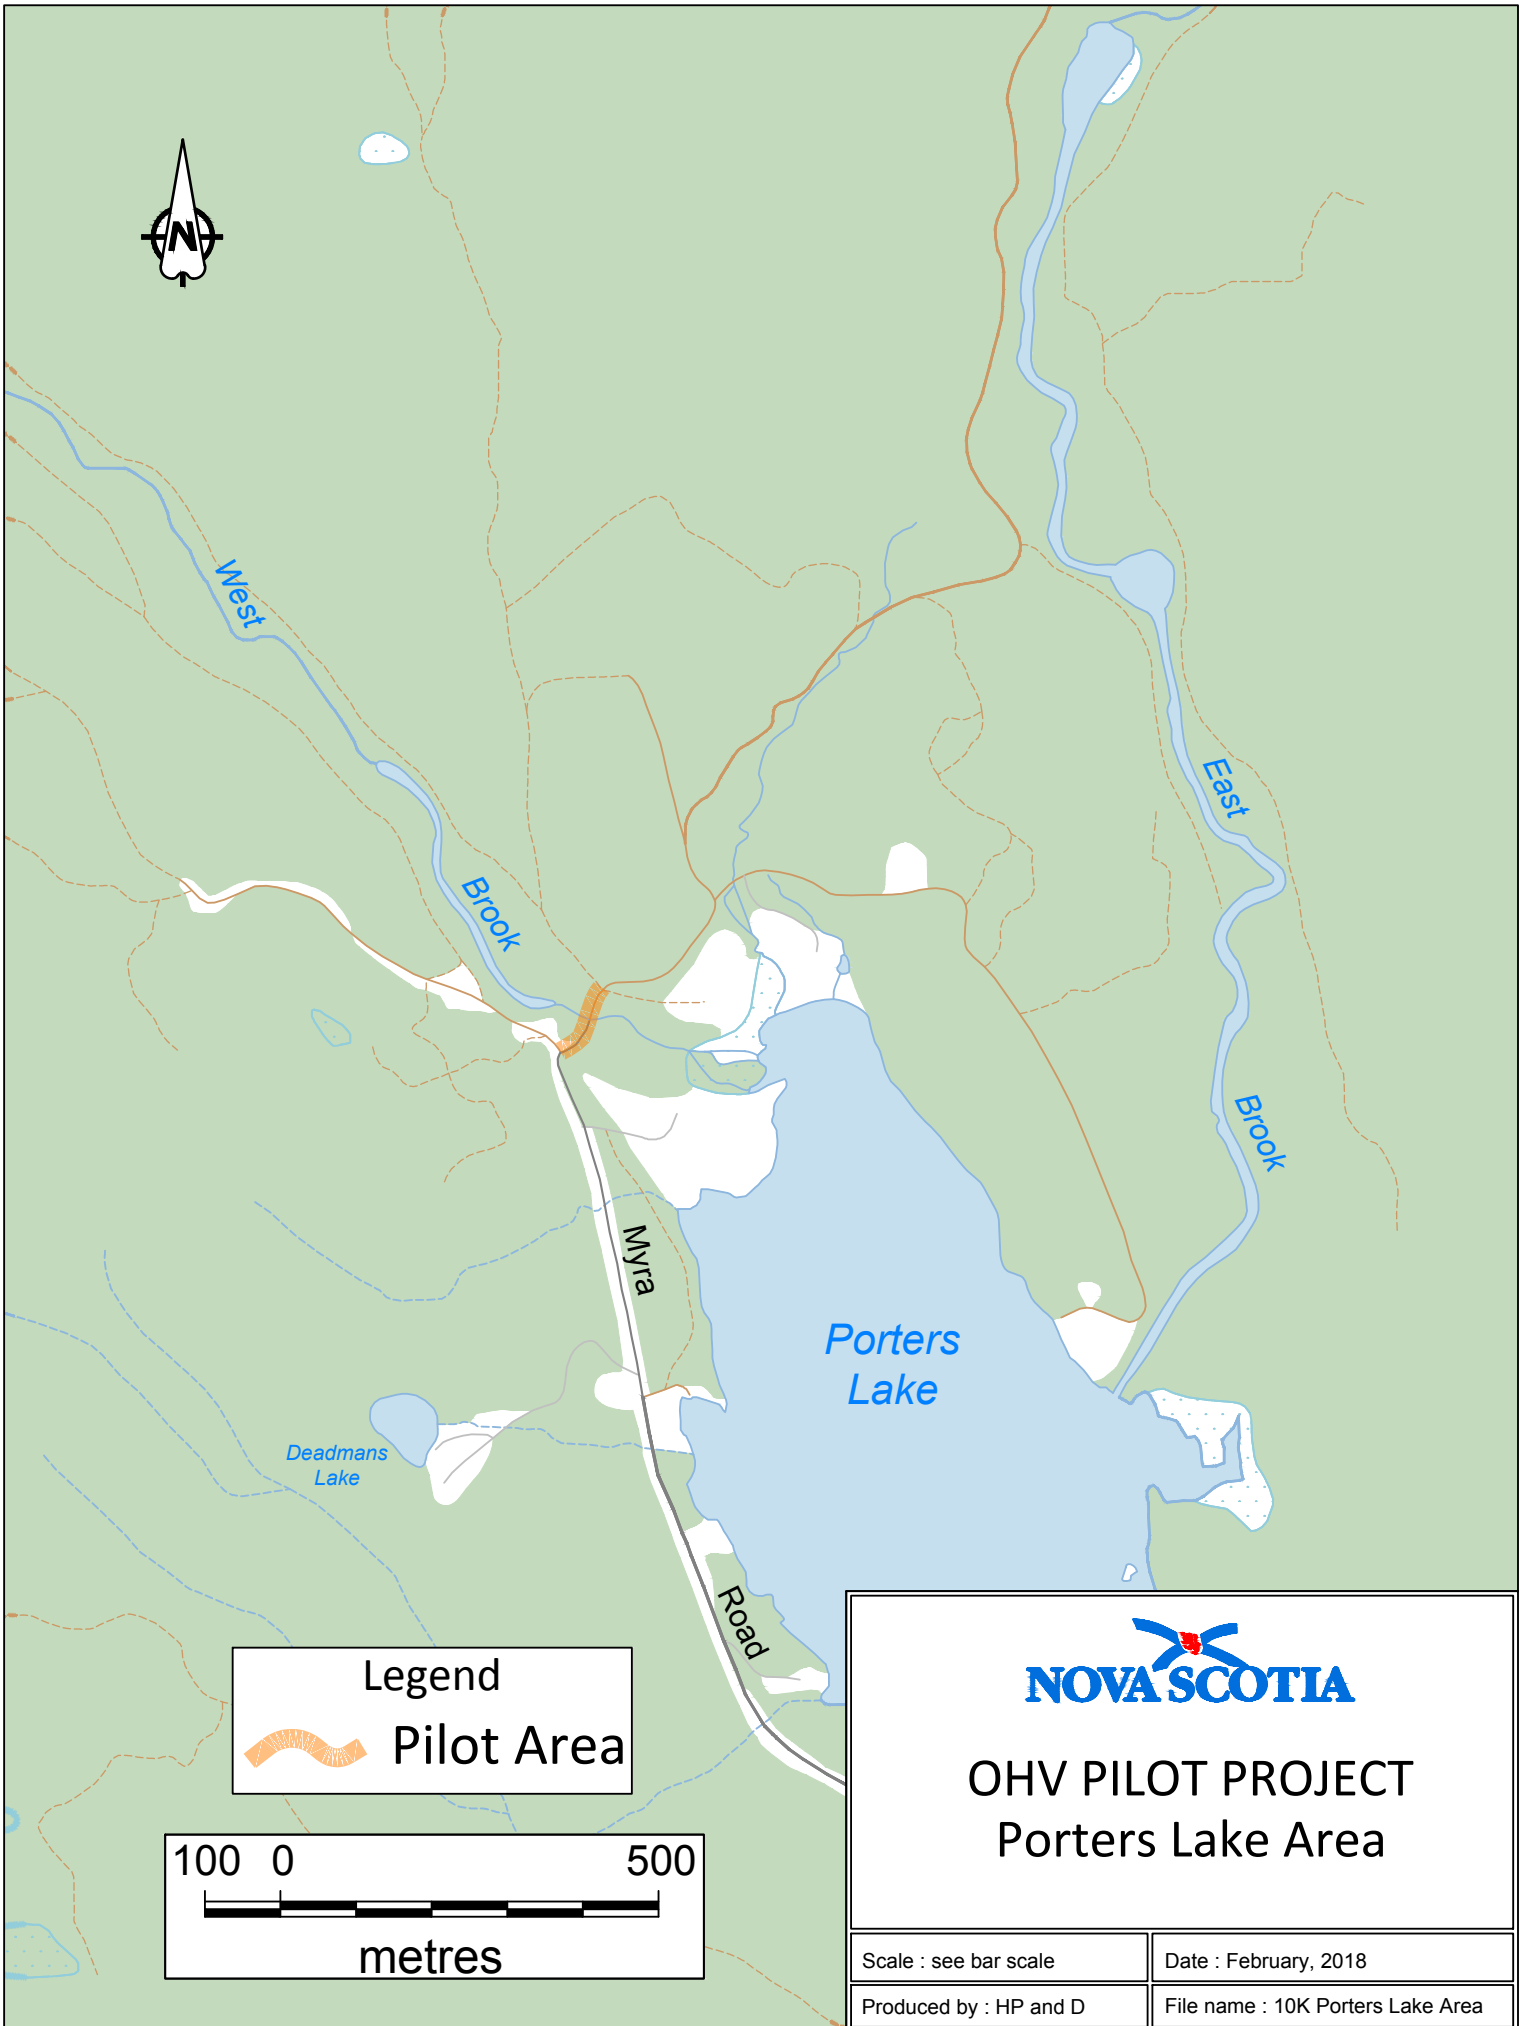 N
West
Brook
East
Brook
Myra
Road
Porters
Lake
Deadmans
Lake
Legend
Pilot Area
100 0 500
metres
NOVA SCOTIA
OHV PILOT PROJECT
Porters Lake Area
Scale : see bar scale
Date : February, 2018
Produced by : HP and D
File name : 10K Porters Lake Area